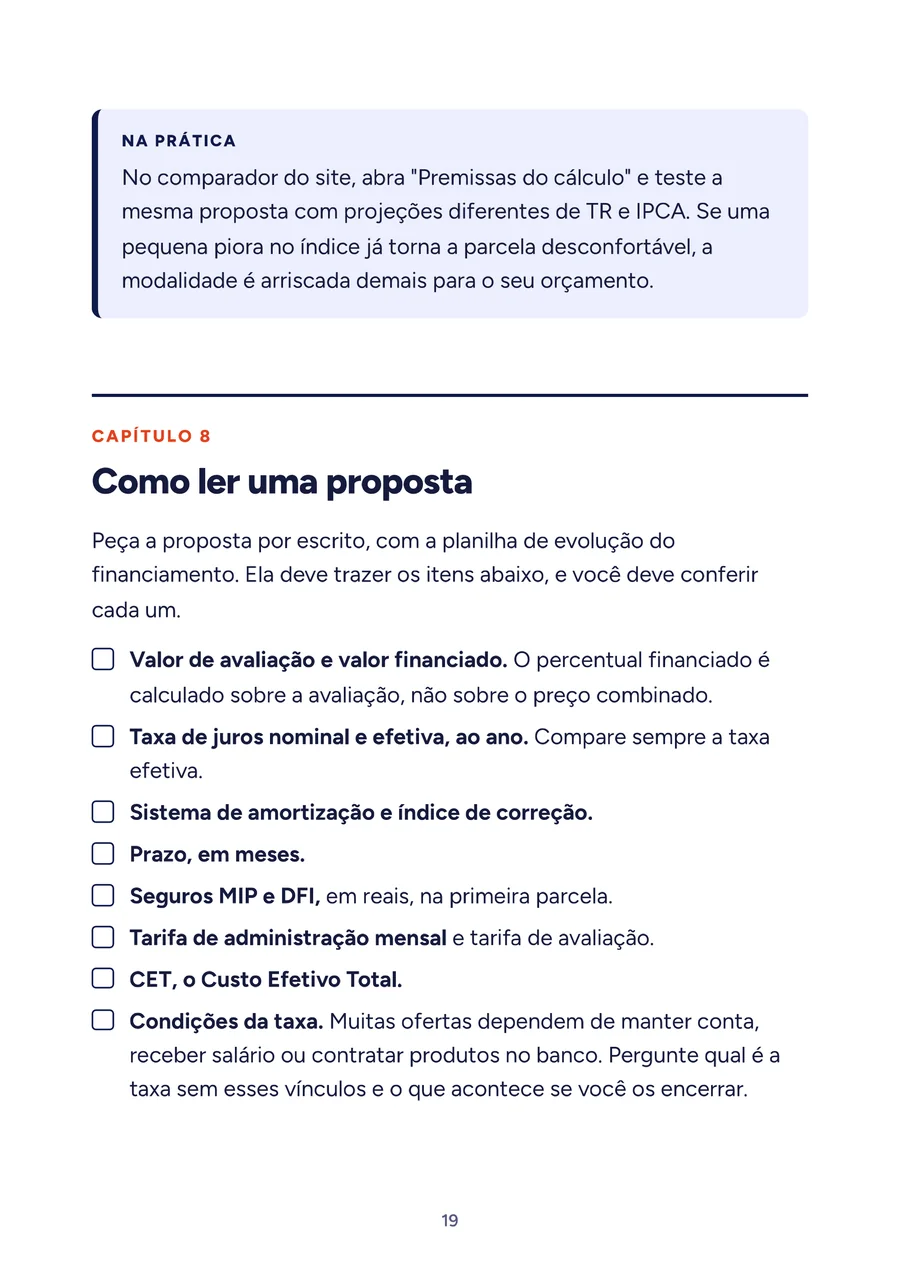 NA PRÁTICA
No comparador do site, abra "Premissas do cálculo" e teste a
mesma proposta com projeções diferentes de TR e IPCA. Se uma
pequena piora no índice já torna a parcela desconfortável, a
modalidade é arriscada demais para o seu orçamento.
CAPÍTULO 8
Como ler uma proposta
Peça a proposta por escrito, com a planilha de evolução do
financiamento. Ela deve trazer os itens abaixo, e você deve conferir
cada um.
Valor de avaliação e valor financiado. O percentual financiado é
calculado sobre a avaliação, não sobre o preço combinado.
Taxa de juros nominal e efetiva, ao ano. Compare sempre a taxa
efetiva.
Sistema de amortização e índice de correção.
Prazo, em meses.
Seguros MIP e DFI, em reais, na primeira parcela.
Tarifa de administração mensal e tarifa de avaliação.
CET, o Custo Efetivo Total.
Condições da taxa. Muitas ofertas dependem de manter conta,
receber salário ou contratar produtos no banco. Pergunte qual é a
taxa sem esses vínculos e o que acontece se você os encerrar.
19